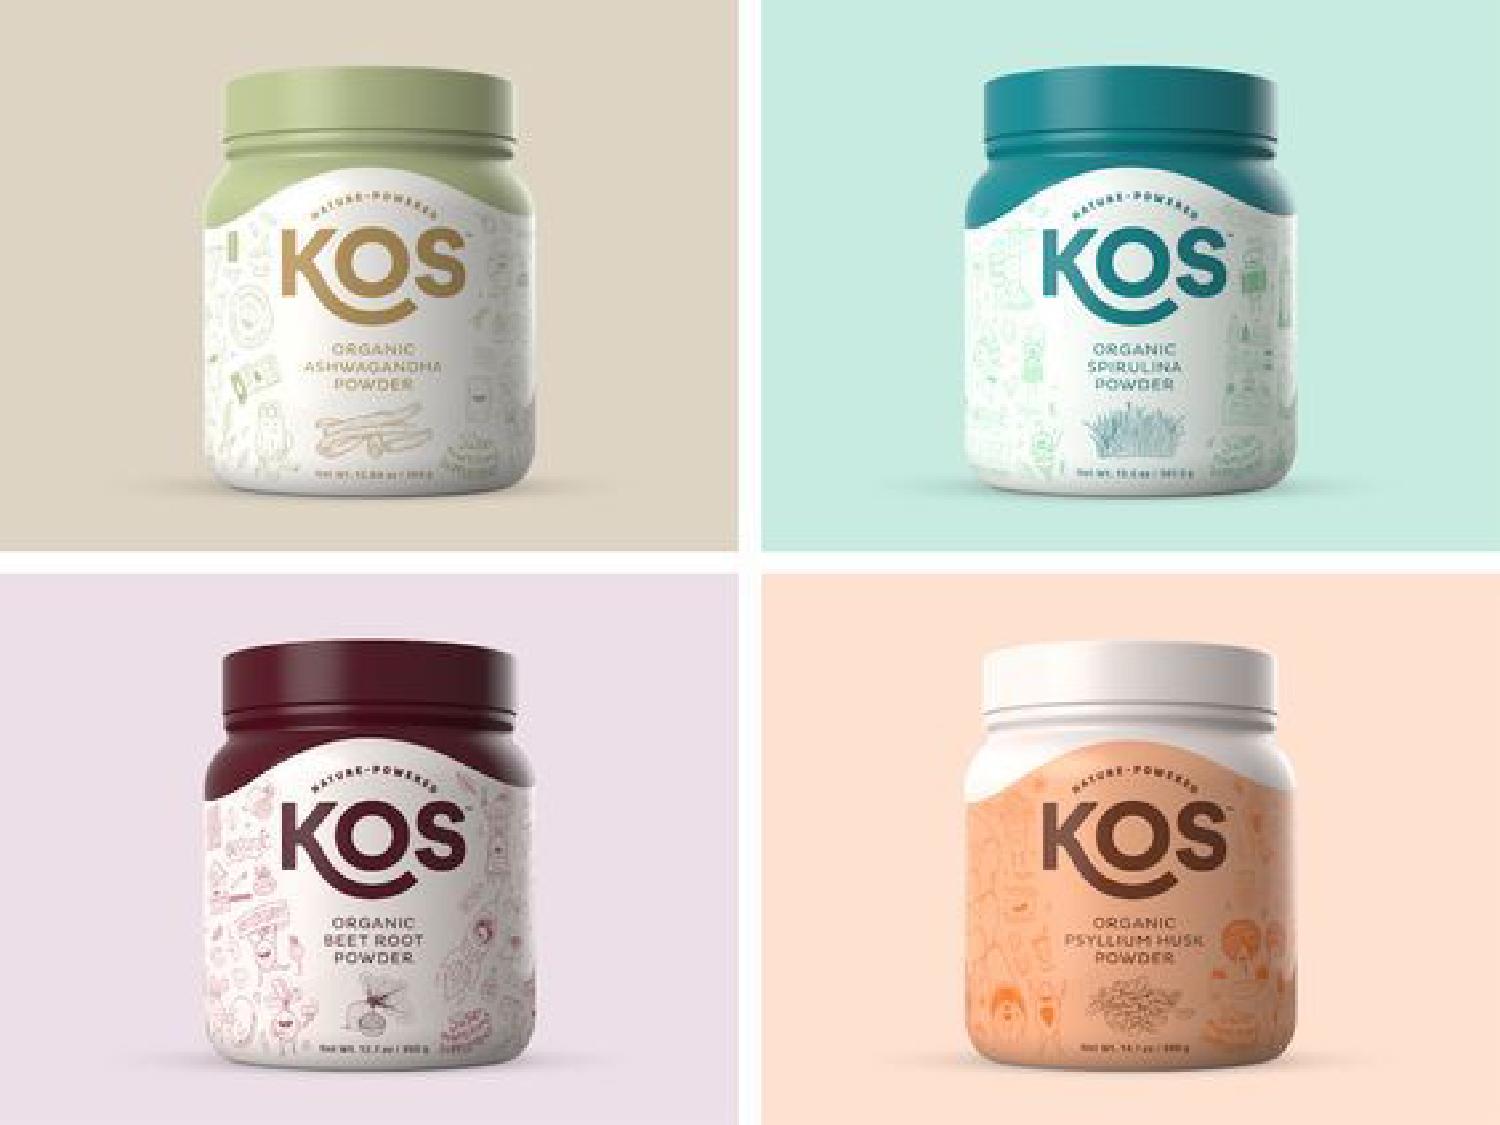 NATURE-POWERED
KOS
ORGANIC
ASHWAGANDHA
POWDER
NATURE-POWERED
KOS
ORGANIC
SPIRULINA
POWDER
NATURE-POWERED
KOS
ORGANIC
BEET ROOT
POWDER
NATURE-POWERED
KOS
ORGANIC
PSYLLIUM HUSK
POWDER